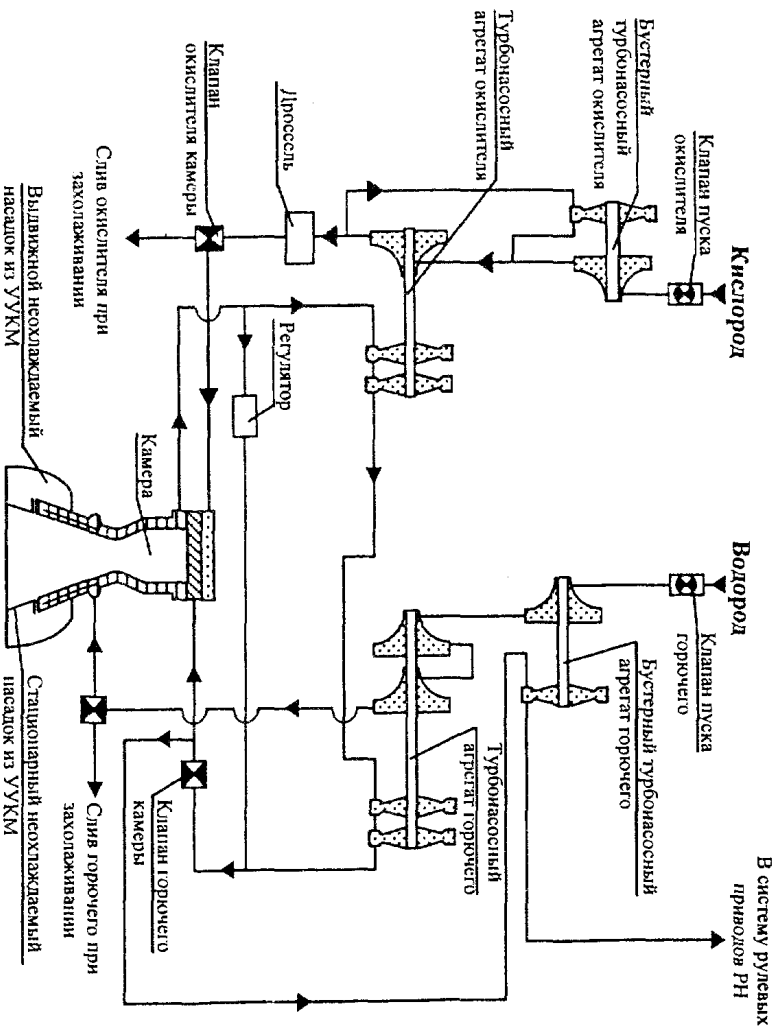 Кислород
Водород
В систему рулевых
приводов РН
Клапан пуска
окислителя
Клапан пуска
горючего
Бустерный
турбонасосный
агрегат окислителя
Бустерный турбонасосный
агрегат горючего
Турбонасосный
агрегат окислителя
Турбонасосный
агрегат горючего
Дроссель
Регулятор
Клапан
окислителя камеры
Камера
Клапан горючего
камеры
Слив окислителя при
захолаживании
Слив горючего при
захолаживании
Выдвижной неохлаждаемый
насадок из УУКМ
Стационарный неохлаждаемый
насадок из УУКМ